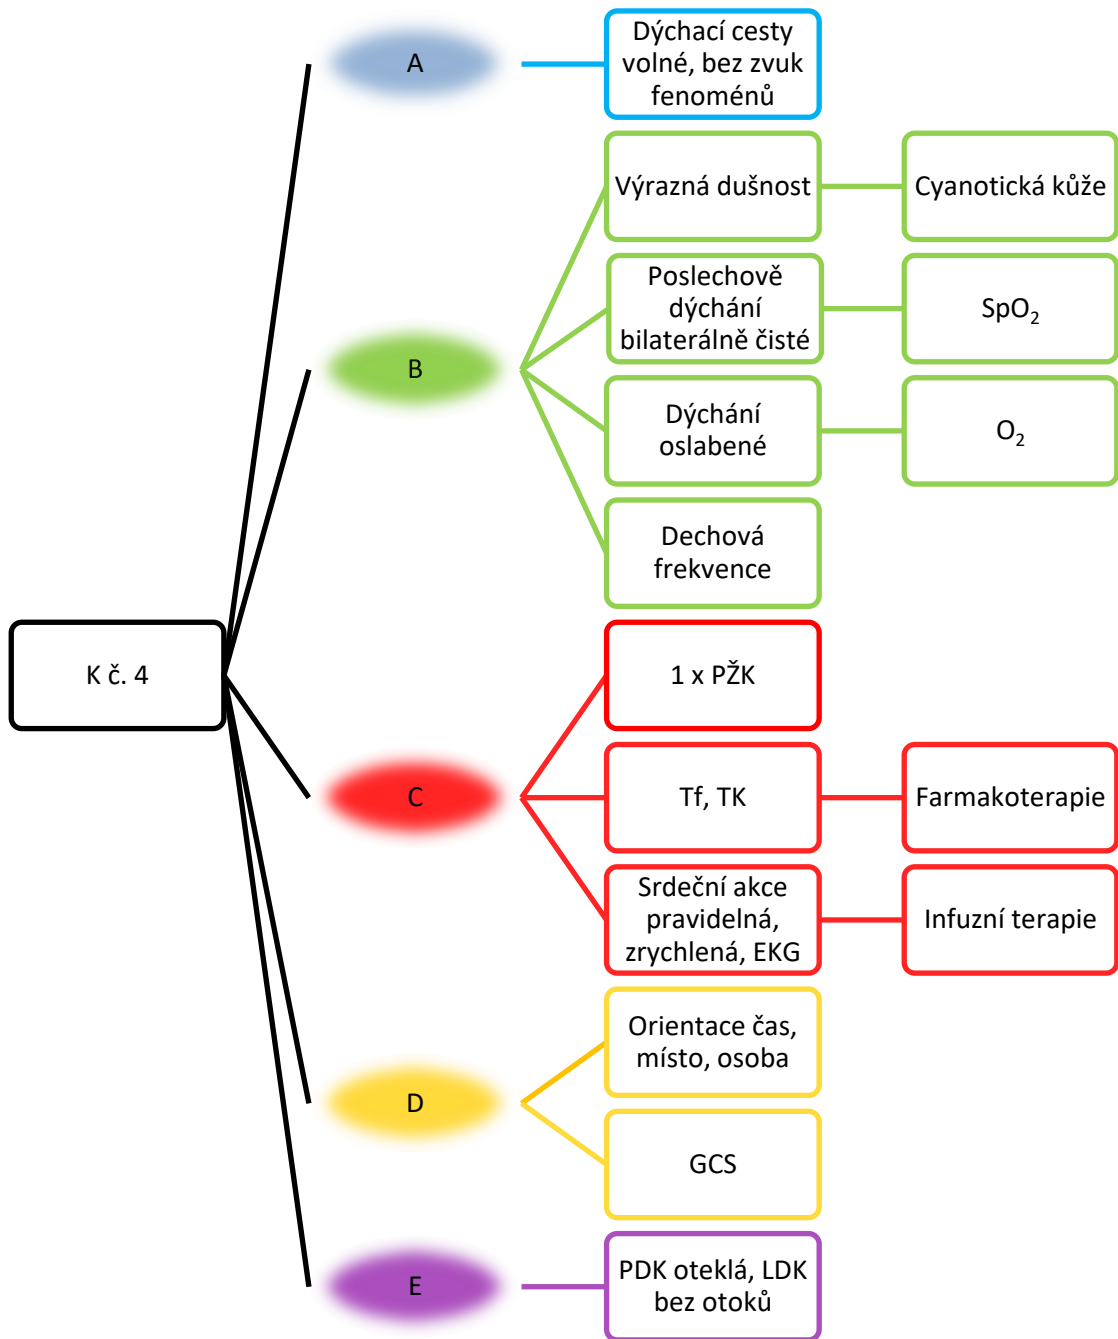 A
Dýchací cesty
volné, bez zvuk
fenoménů
Výrazná dušnost
Cyanotická kůže
Poslechově
dýchání
bilaterálně čisté
SpO₂
B
Dýchání
oslabené
O₂
Dechová
frekvence
K č. 4
1 x PŽK
C
Tf, TK
Farmakoterapie
Srdeční akce
pravidelná,
zrychlená, EKG
Infuzní terapie
D
Orientace čas,
místo, osoba
GCS
E
PDK oteklá, LDK
bez otoků